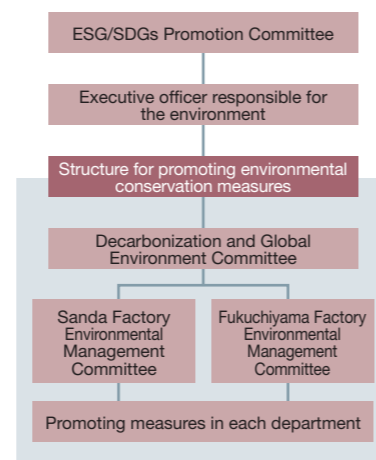 ESG/SDGs Promotion Committee
Executive officer responsible for
the environment
Structure for promoting environmental
conservation measures
Decarbonization and Global
Environment Committee
Sanda Factory
Environmental
Management
Committee
Fukuchiyama Factory
Environmental
Management
Committee
Promoting measures in each department